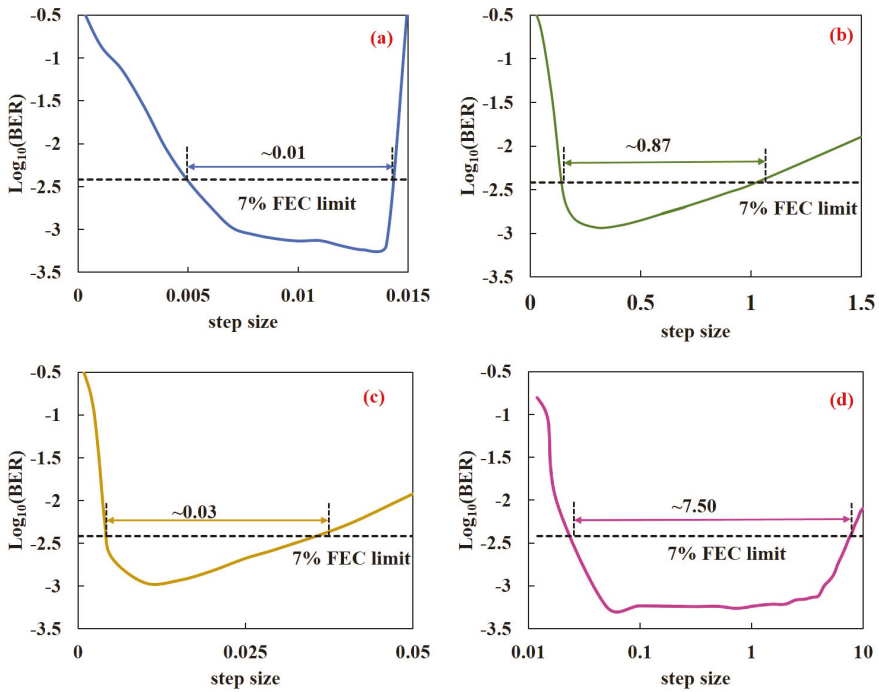 (a)
-0.5
-1
-1.5
-2
-2.5
-3
-3.5
Log10(BER)
~0.01
7% FEC limit
0 0.005 0.01 0.015
step size
(b)
-0.5
-1
-1.5
-2
-2.5
-3
-3.5
Log10(BER)
~0.87
7% FEC limit
0 0.5 1 1.5
step size
(c)
-0.5
-1
-1.5
-2
-2.5
-3
-3.5
Log10(BER)
~0.03
7% FEC limit
0 0.025 0.05
step size
(d)
-0.5
-1
-1.5
-2
-2.5
-3
-3.5
Log10(BER)
~7.50
7% FEC limit
0.01 0.1 1 10
step size